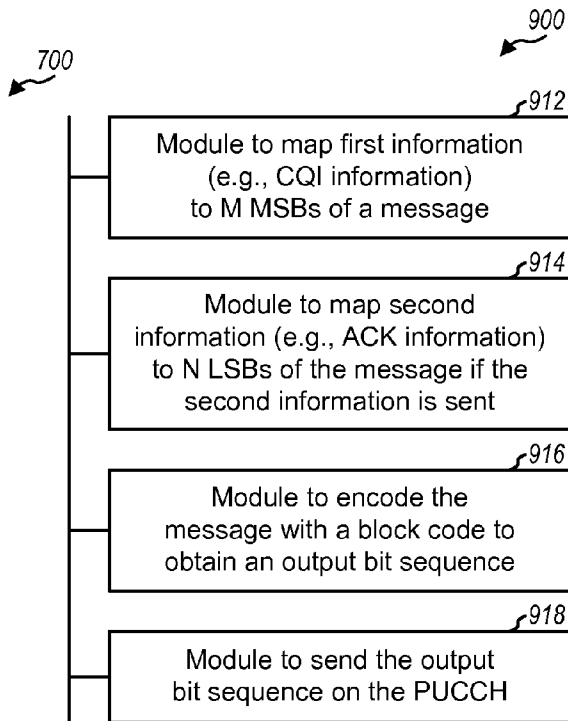 700
900
912
Module to map first information
(e.g., CQI information)
to M MSBs of a message
914
Module to map second
information (e.g., ACK information)
to N LSBs of the message if the
second information is sent
916
Module to encode the
message with a block code to
obtain an output bit sequence
918
Module to send the output
bit sequence on the PUCCH